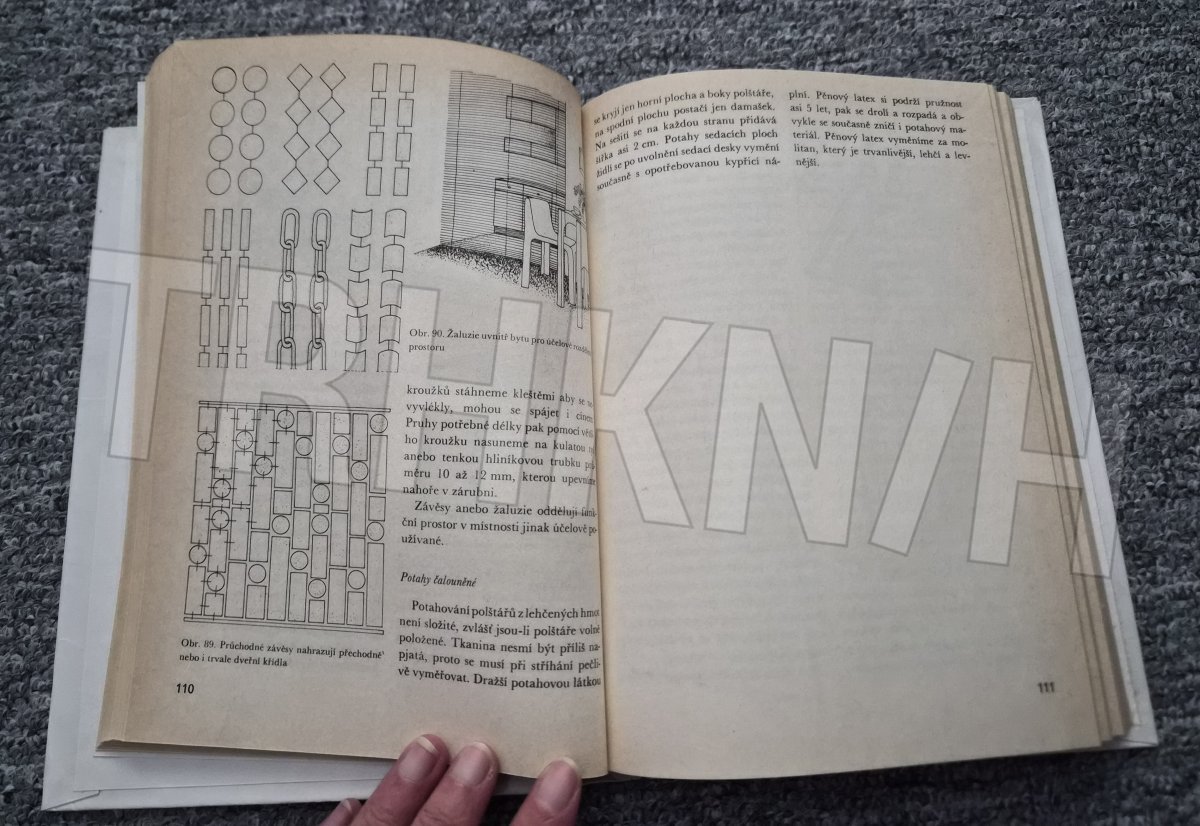 Obr. 90. Žaluzie uvnitř bytu pro účelové
prostoru
kroužků stáhneme kleštěmi aby se
vyvlékly, mohou se spájet i cínem
Pruhy potřebné délky pak pomocí
ho kroužku nasuneme na kulatou
anebo tenkou hliníkovou trubku
měru 10 až 12 mm, kterou upevníme
nahoře v zárubni.
Závěsy anebo žaluzie oddělují
ční prostor v místnosti jinak účelově po-
užívané.
Potahy čalouněné
Potahování polštářů z lehčených hmot
není složité, zvlášť jsou-li polštáře volně
položené. Tkanina nesmí být příliš na-
pjatá, proto se musí při stříhání pečli-
vě vyměřovat. Dražší potahovou látkou
Obr. 89. Průchodné závěsy nahrazují přechodně
nebo i trvale dveřní křídla
110
se kryjí jen horní plocha a boky polštáře,
na spodní plochu postačí jen damašek.
Na sešití se na každou stranu přidává
šířka asi 2 cm. Potahy sedacích ploch
židlí se po uvolnění sedací desky vymění
současně s opotřebovanou kypřicí ná-
plní. Pěnový latex si podrží pružnost
asi 5 let, pak se drolí a rozpadá a ob-
vykle se současně zničí i potahový ma-
teriál. Pěnový latex vyměníme za mo-
litan, který je trvanlivější, lehčí a lev-
nější.
111
TRHKNIH